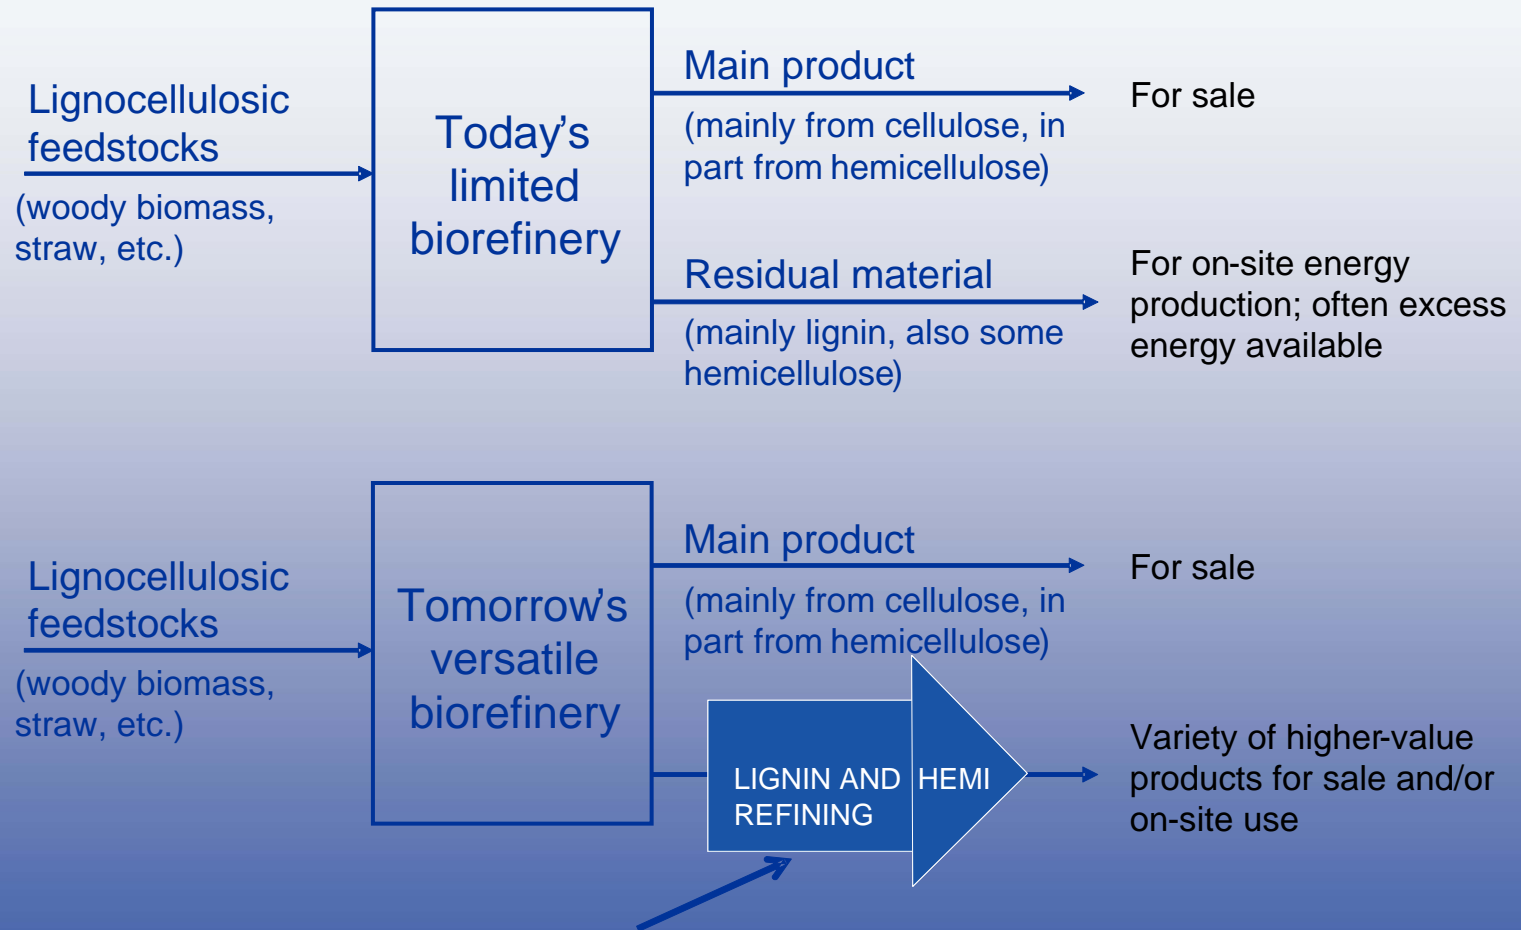 Lignocellulosic
feedstocks
(woody biomass,
straw, etc.)
Today's
limited
biorefinery
Main product
(mainly from cellulose, in
part from hemicellulose)
For sale
Residual material
(mainly lignin, also some
hemicellulose)
For on-site energy
production; often excess
energy available
Lignocellulosic
feedstocks
(woody biomass,
straw, etc.)
Tomorrow's
versatile
biorefinery
Main product
(mainly from cellulose, in
part from hemicellulose)
For sale
LIGNIN AND HEMI
REFINING
Variety of higher-value
products for sale and/or
on-site use